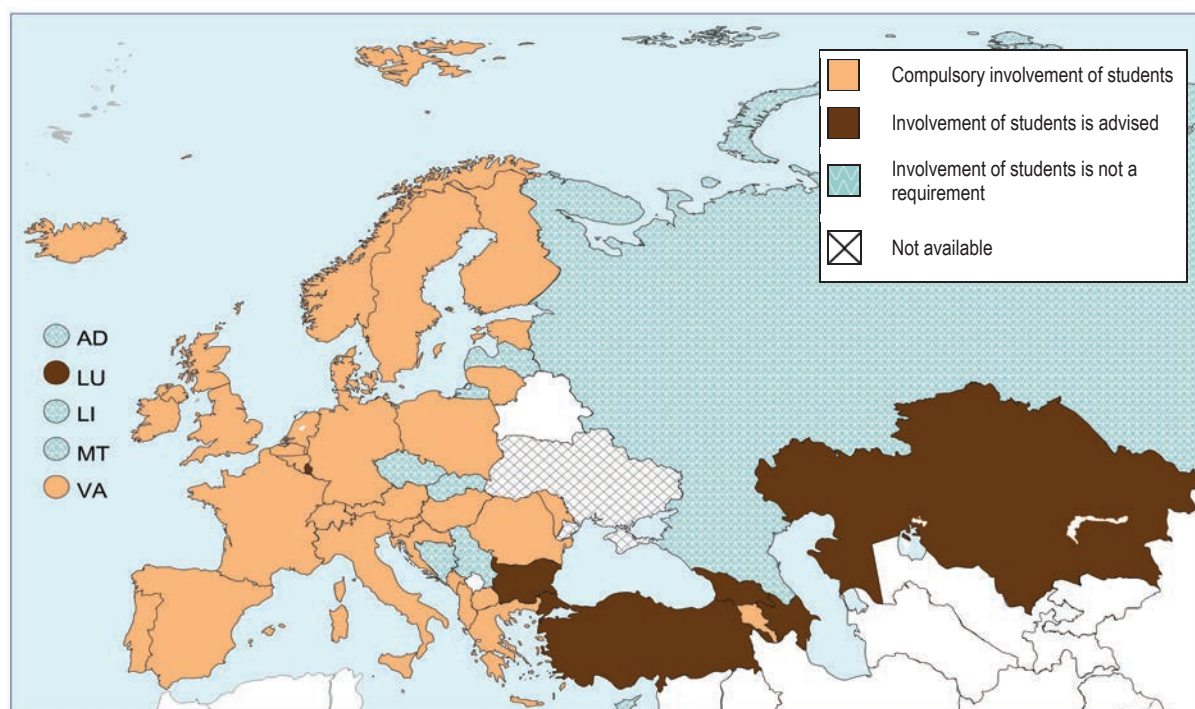 Compulsory involvement of students
Involvement of students is advised
Involvement of students is not a
requirement
Not available
AD
LU
LI
MT
VA